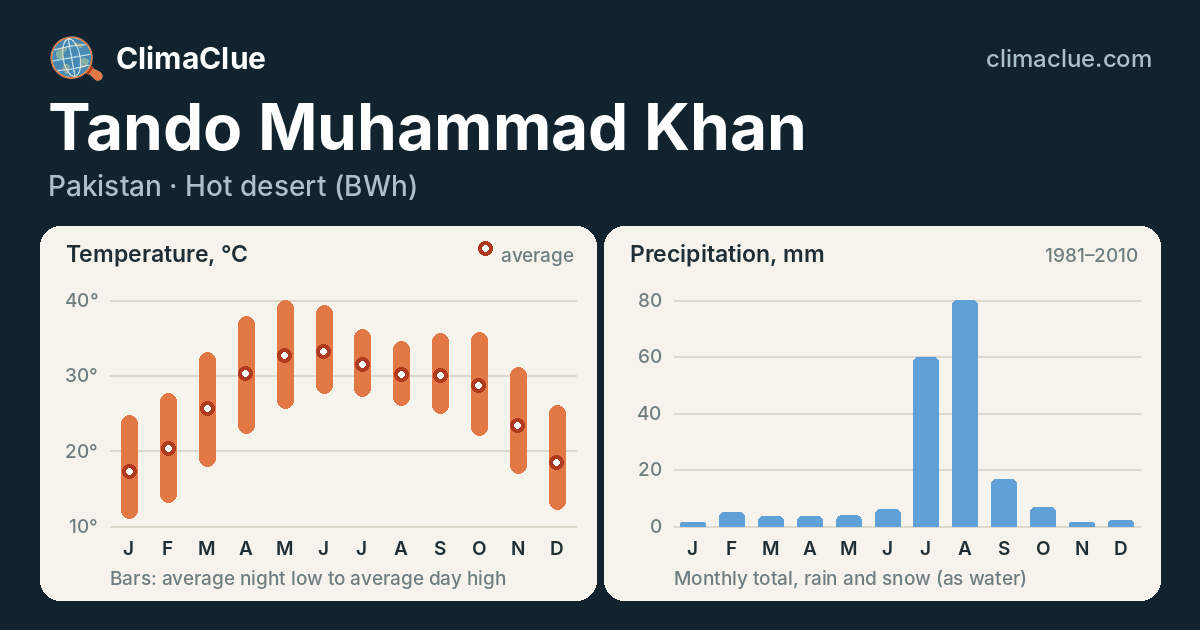 ClimaClue
climaclue.com
Tando Muhammad Khan
Pakistan · Hot desert (BWh)
Temperature, °C
average
40°
30°
20°
10°
J F M A M J J A S O N D
Bars: average night low to average day high
Precipitation, mm
1981–2010
80
60
40
20
0
J F M A M J J A S O N D
Monthly total, rain and snow (as water)